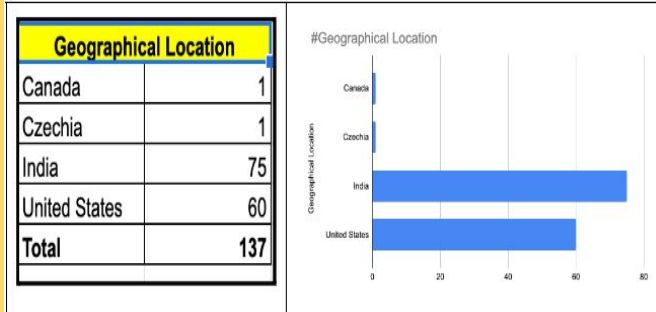 Geographical Location
Canada 1
Czechia 1
India 75
United States 60
Total 137
#Geographical Location
Geographical Location
Canada
Czechia
India
United States
0 20 40 60 80